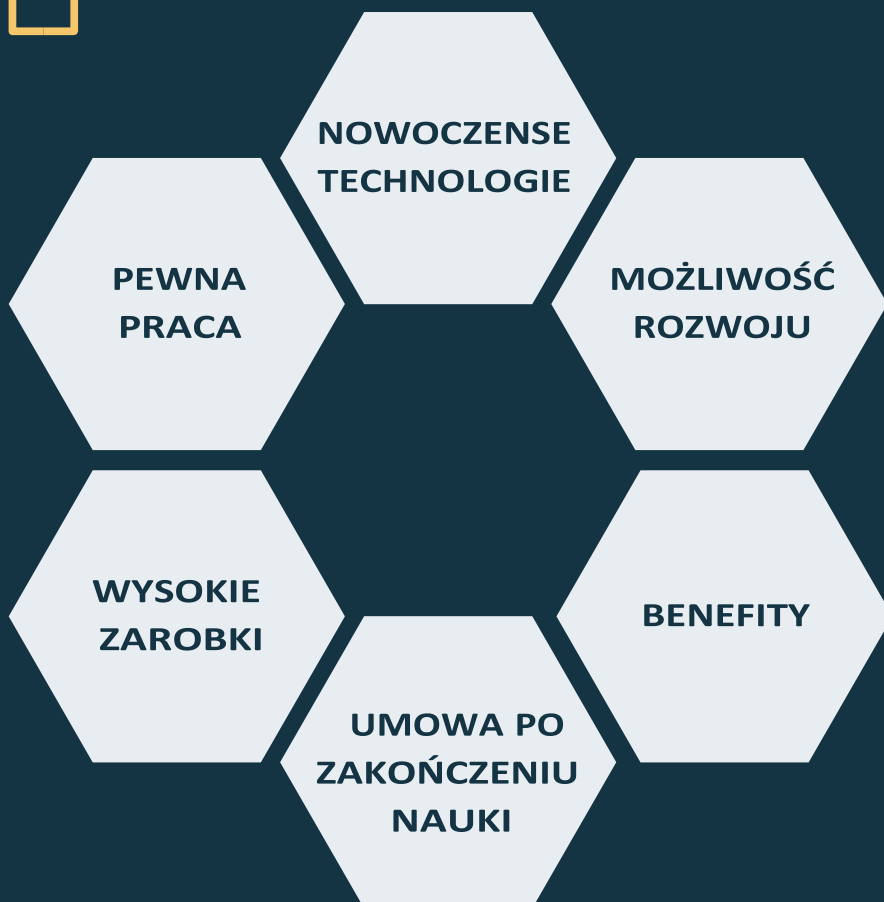 NOWOCZENSE
TECHNOLOGIE
PEWNA
PRACA
MOŻLIWOŚĆ
ROZWOJU
WYSOKIE
ZAROBKI
BENEFITY
UMOWA PO
ZAKOŃCZENIU
NAUKI